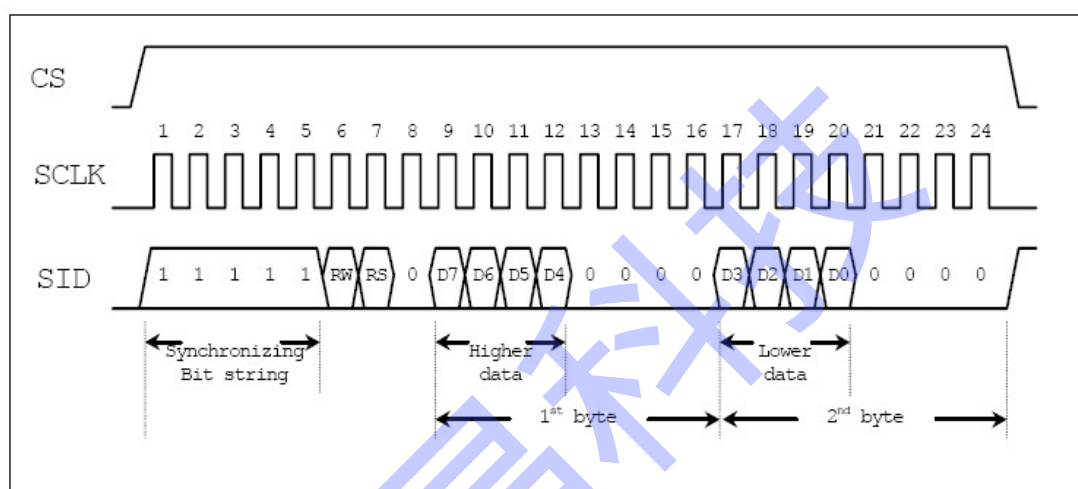 CS
1 2 3 4 5 6 7 8 9 10 11 12 13 14 15 16 17 18 19 20 21 22 23 24
SCLK
SID 1 1 1 1 1 RW RS 0 D7 D6 D5 D4 0 0 0 0 D3 D2 D1 D0 0 0 0 0
Synchronizing Higher Lower
Bit string data data
1st byte 2nd byte
科技